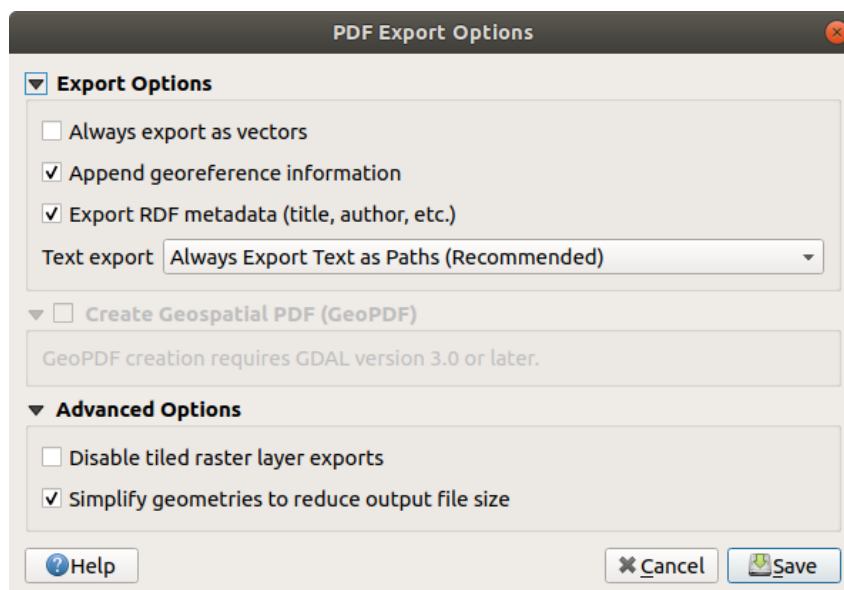 PDF Export Options
Export Options
Always export as vectors
Append georeference information
Export RDF metadata (title, author, etc.)
Text export Always Export Text as Paths (Recommended)
Create Geospatial PDF (GeoPDF)
GeoPDF creation requires GDAL version 3.0 or later.
Advanced Options
Disable tiled raster layer exports
Simplify geometries to reduce output file size
Help Cancel Save